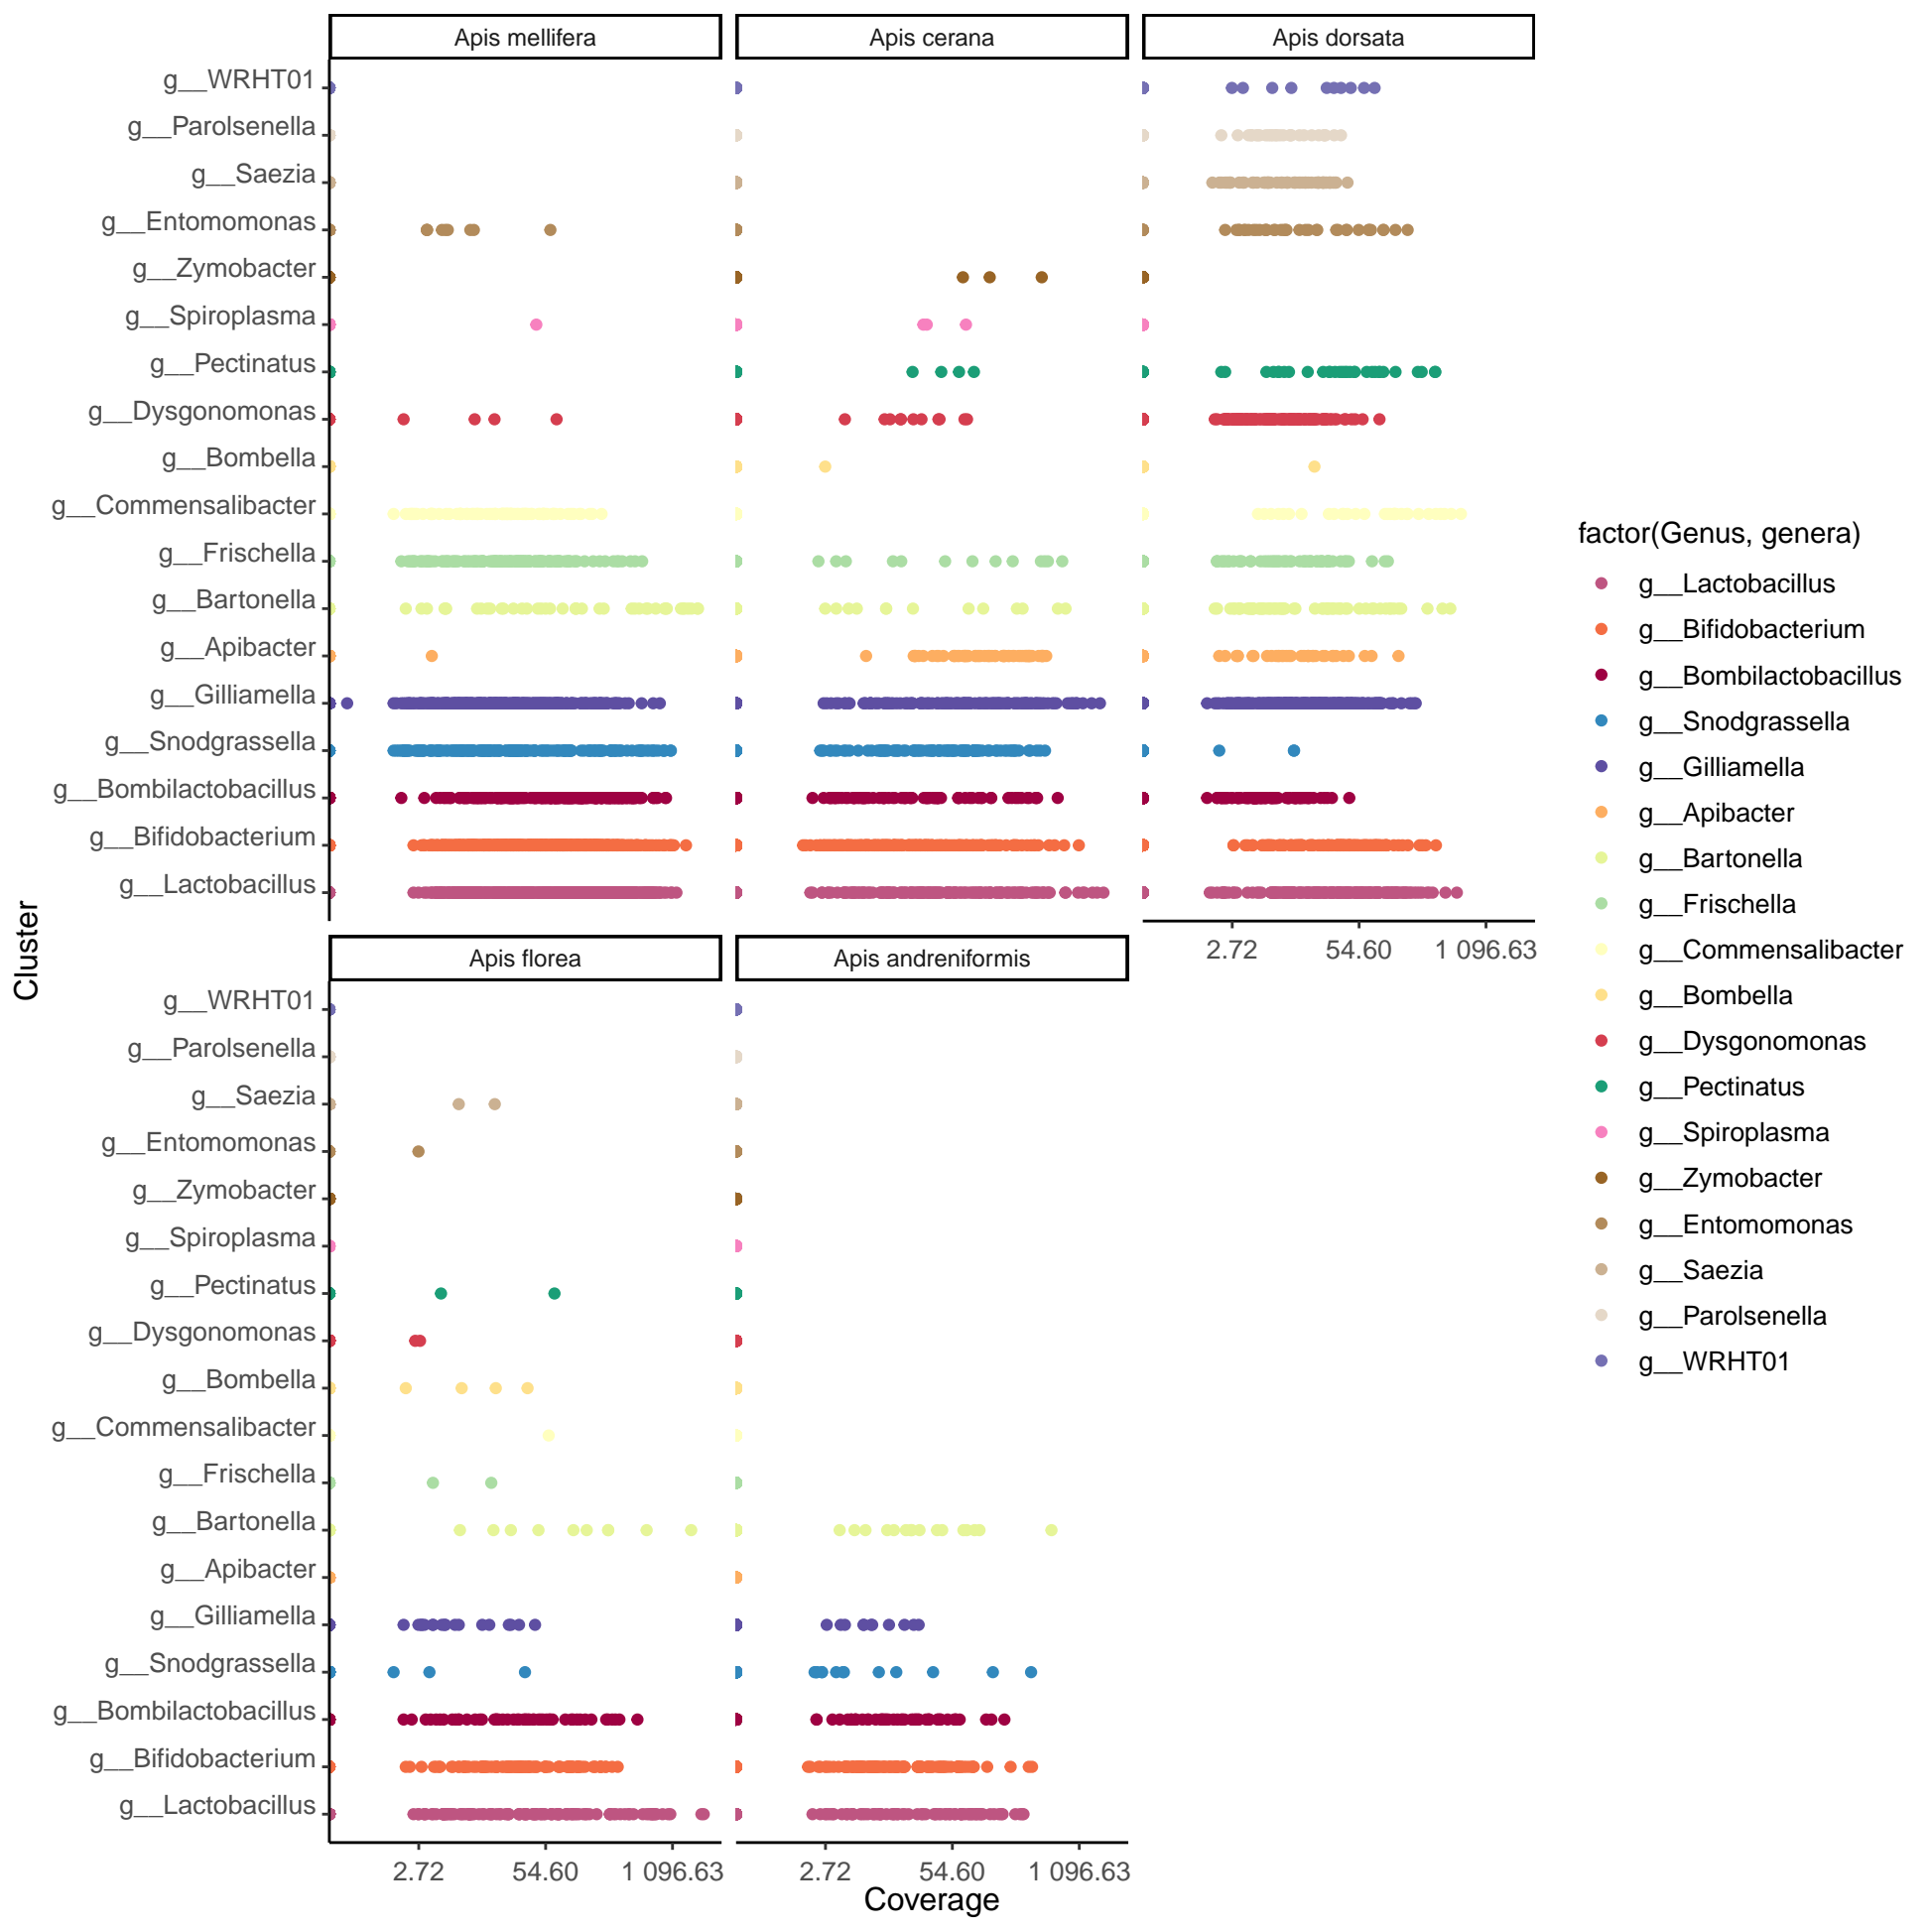 Apis mellifera
Apis cerana
Apis dorsata
g__WRHT01
g__Parolsenella
g__Saezia
g__Entomomonas
g__Zymobacter
g__Spiroplasma
g__Pectinatus
g__Dysgonomonas
g__Bombella
g__Commensalibacter
g__Frischella
g__Bartonella
g__Apibacter
g__Gilliamella
g__Snodgrassella
g__Bombilactobacillus
g__Bifidobacterium
g__Lactobacillus
2.72 54.60 1 096.63
Cluster
Apis florea
Apis andreniformis
g__WRHT01
g__Parolsenella
g__Saezia
g__Entomomonas
g__Zymobacter
g__Spiroplasma
g__Pectinatus
g__Dysgonomonas
g__Bombella
g__Commensalibacter
g__Frischella
g__Bartonella
g__Apibacter
g__Gilliamella
g__Snodgrassella
g__Bombilactobacillus
g__Bifidobacterium
g__Lactobacillus
2.72 54.60 1 096.63
2.72 54.60 1 096.63
Coverage
factor(Genus, genera)
g__Lactobacillus
g__Bifidobacterium
g__Bombilactobacillus
g__Snodgrassella
g__Gilliamella
g__Apibacter
g__Bartonella
g__Frischella
g__Commensalibacter
g__Bombella
g__Dysgonomonas
g__Pectinatus
g__Spiroplasma
g__Zymobacter
g__Entomomonas
g__Saezia
g__Parolsenella
g__WRHT01